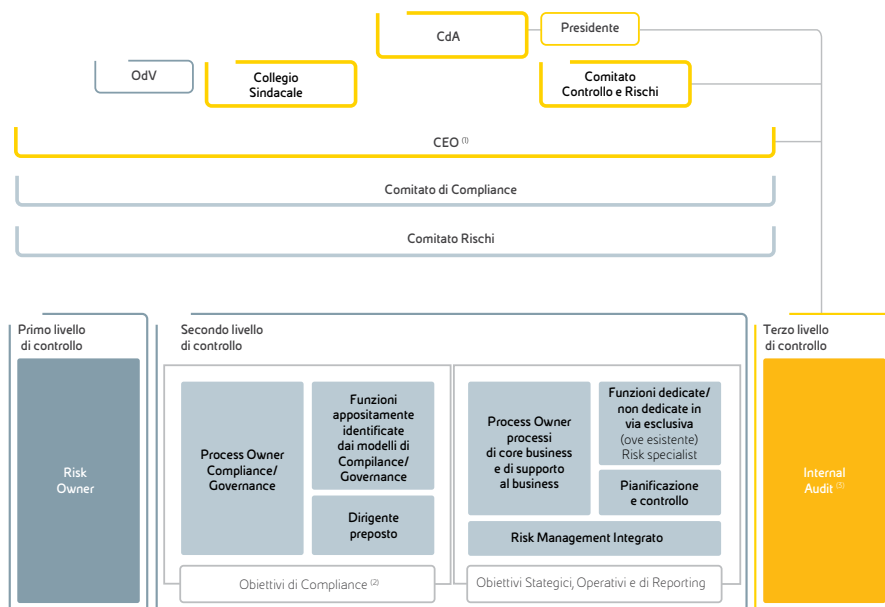 CdA
Presidente
OdV
Collegio
Sindacale
Comitato
Controllo e Rischi
CEO (1)
Comitato di Compliance
Comitato Rischi
Primo livello
di controllo
Secondo livello
di controllo
Terzo livello
di controllo
Risk
Owner
Process Owner
Compliance/
Governance
Funzioni
appositamente
identificate
dai modelli di
Compilance/
Governance
Dirigente
preposto
Process Owner
processi
di core business
e di supporto
al business
Funzioni dedicate/
non dedicate in
via esclusiva
(ove esistente)
Risk specialist
Pianificazione
e controllo
Risk Management Integrato
Internal
Audit (1)
Obiettivi di Compliance (2)
Obiettivi Stategici, Operativi e di Reporting